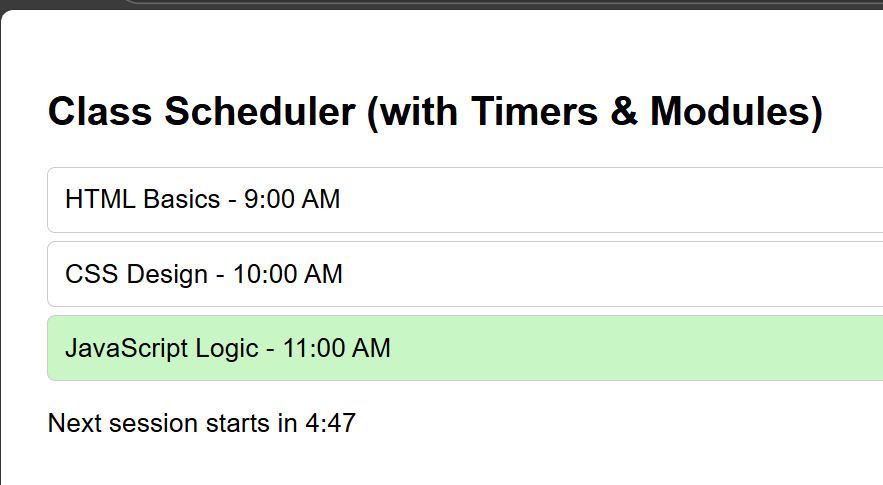 Class Scheduler (with Timers & Modules)
HTML Basics - 9:00 AM
CSS Design - 10:00 AM
JavaScript Logic - 11:00 AM
Next session starts in 4:47